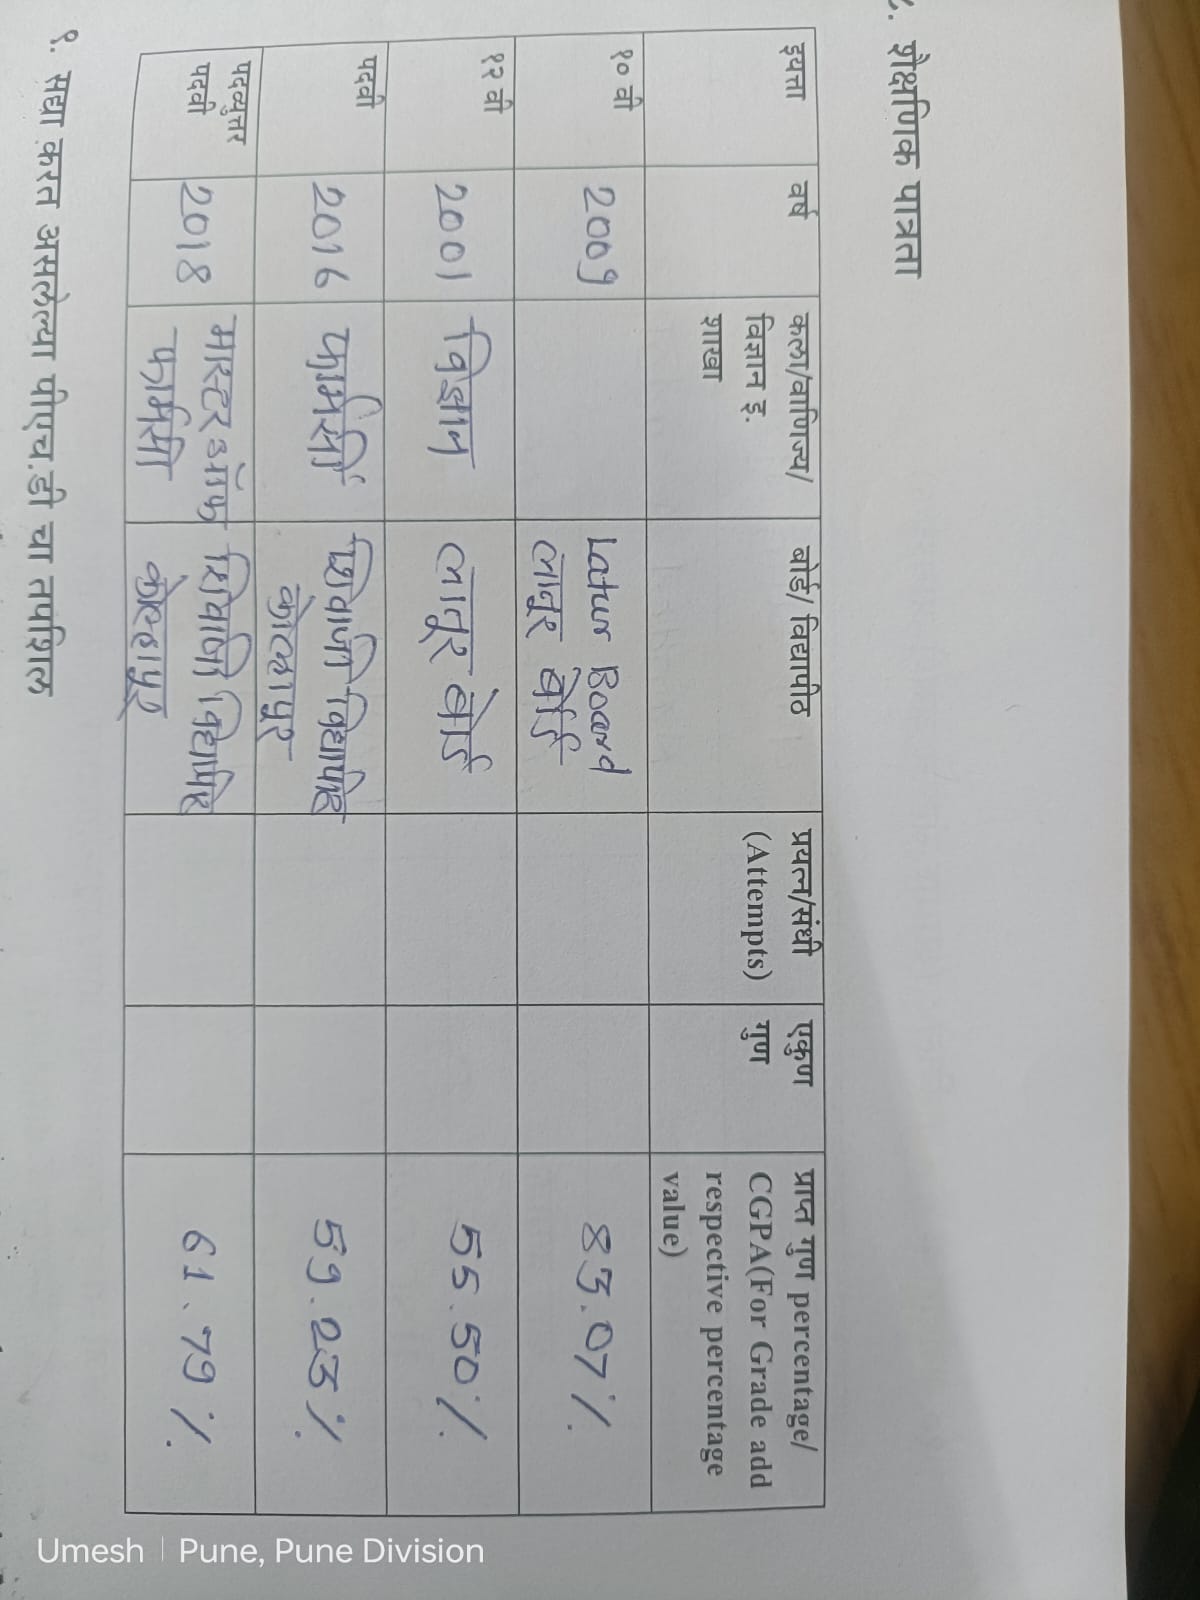 ८. शैक्षणिक पात्रता
इयत्ता वर्ष कला/वाणिज्य/ बोर्ड/ विद्यापीठ प्रयत्न/संधी एकुण प्राप्त गुण percentage/
विज्ञान इ. (Attempts) गुण CGPA(For Grade add
शाखा respective percentage
value)
१० वी 2009 Latur Board 83.07%.
लातूर बोर्ड
१२ वी 2001 विज्ञान लातूर बोर्ड 55.50%.
पदवी 2016 फार्मसी शिवाजी विद्यापीठ 59.23%.
कोल्हापूर
पदव्युत्तर मास्टर ऑफ शिवाजी विद्यापीठ
पदवी 2018 फार्मसी कोल्हापूर 61.79%.
९. सद्या करत असलेल्या पीएच.डी चा तपशिल
Umesh | Pune, Pune Division